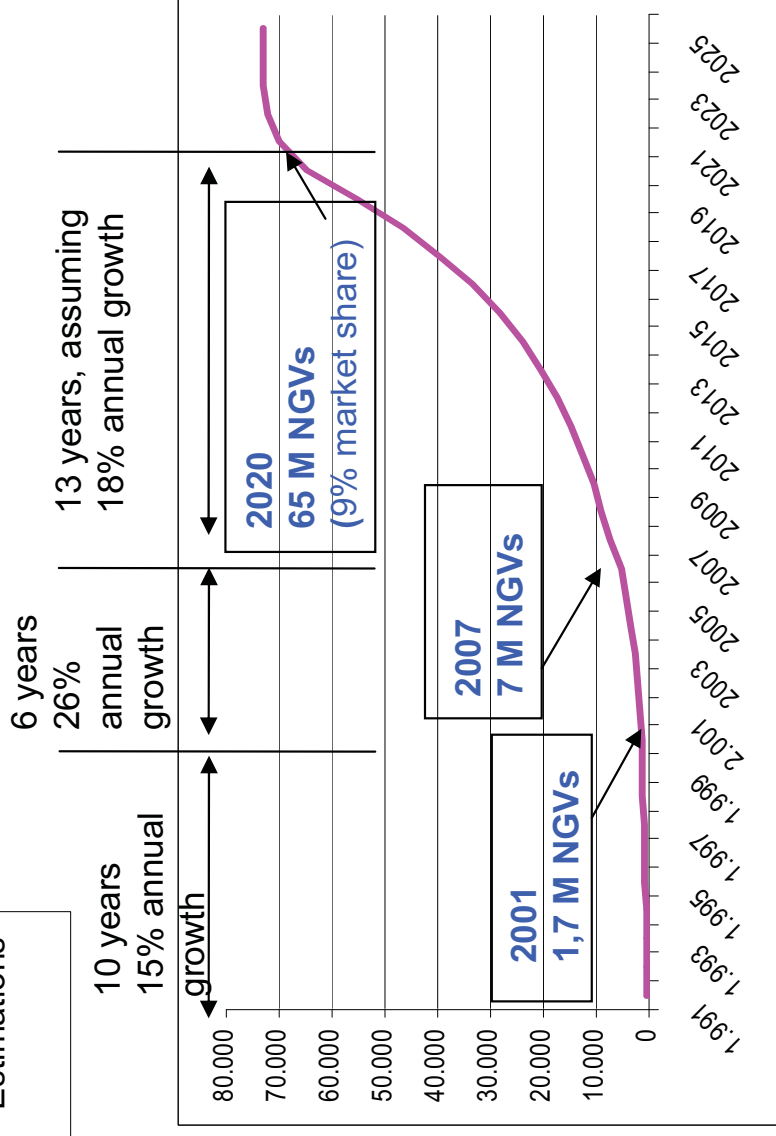 Estimations
10 years
15% annual
growth
6 years
26%
annual
growth
13 years, assuming
18% annual growth
80.000
70.000
60.000
50.000
40.000
30.000
20.000
10.000
0
2001
1,7 M NGVs
2007
7 M NGVs
2020
65 M NGVs
(9% market share)
1.991
1.993
1.995
1.997
1.999
2.001
2003
2005
2007
2009
2011
2013
2015
2017
2019
2021
2023
2025